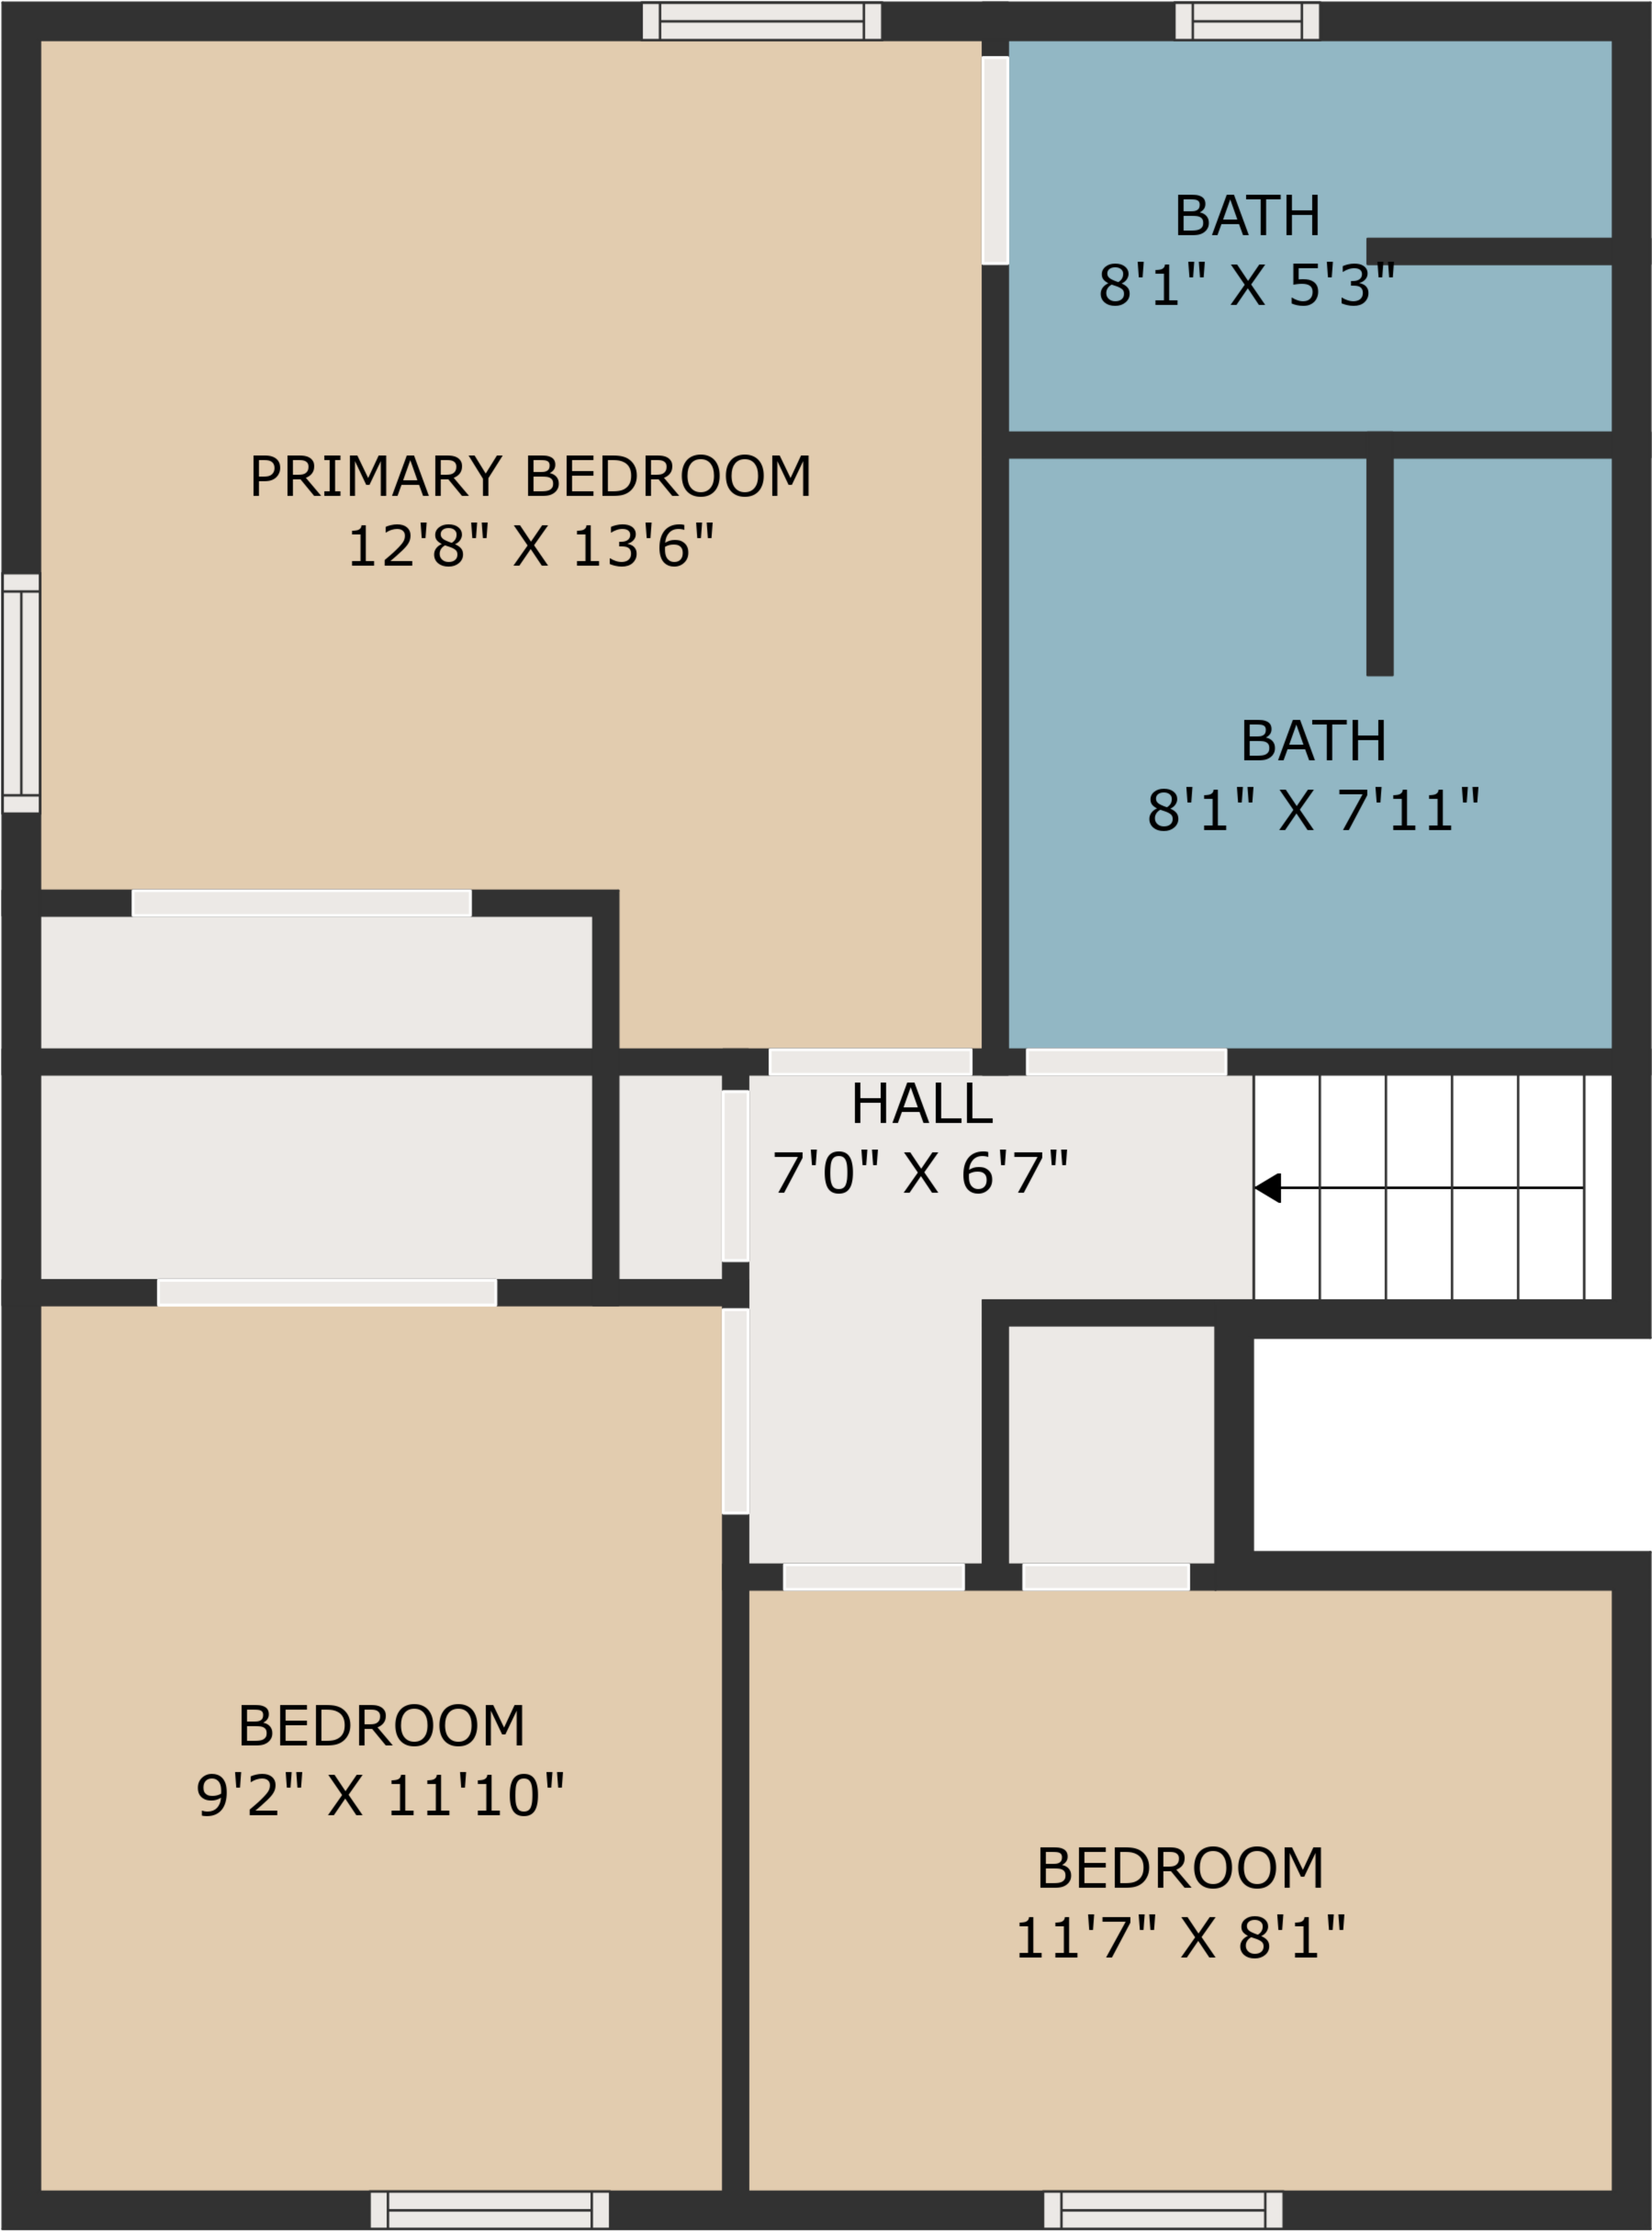 BATH
8'1" X 5'3"
PRIMARY BEDROOM
12'8" X 13'6"
BATH
8'1" X 7'11"
HALL
7'0" X 6'7"
BEDROOM
9'2" X 11'10"
BEDROOM
11'7" X 8'1"